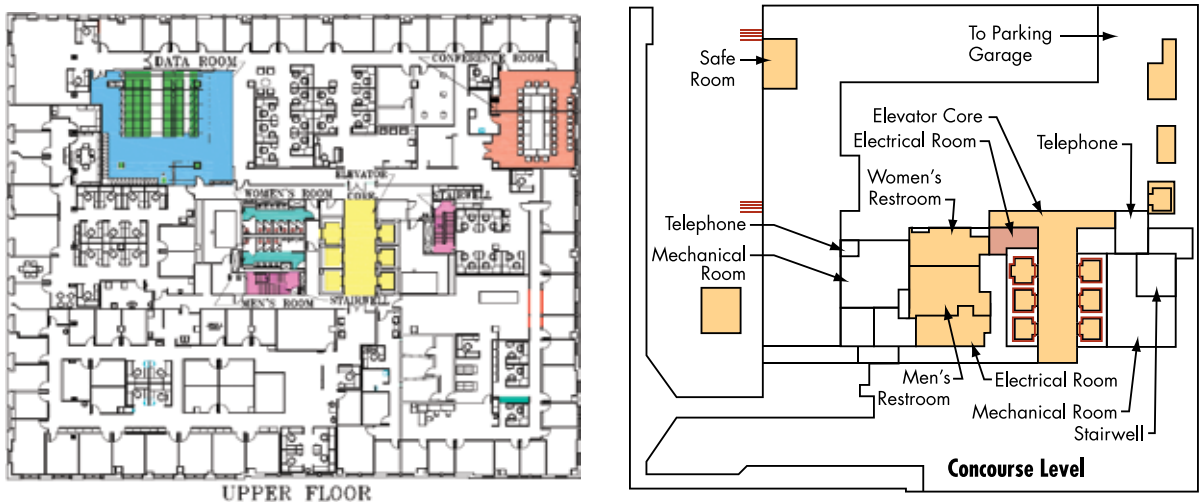 DATA ROOM
CONFERENCE ROOM
ELEVATOR
WOMEN'S ROOM
CORE
STAIRWELL
MEN'S ROOM
STAIRWELL
UPPER FLOOR
To Parking
Garage
Safe
Room
Elevator Core
Electrical Room
Telephone
Women's
Restroom
Telephone
Mechanical
Room
Men's
Restroom
Electrical Room
Mechanical Room
Stairwell
Concourse Level